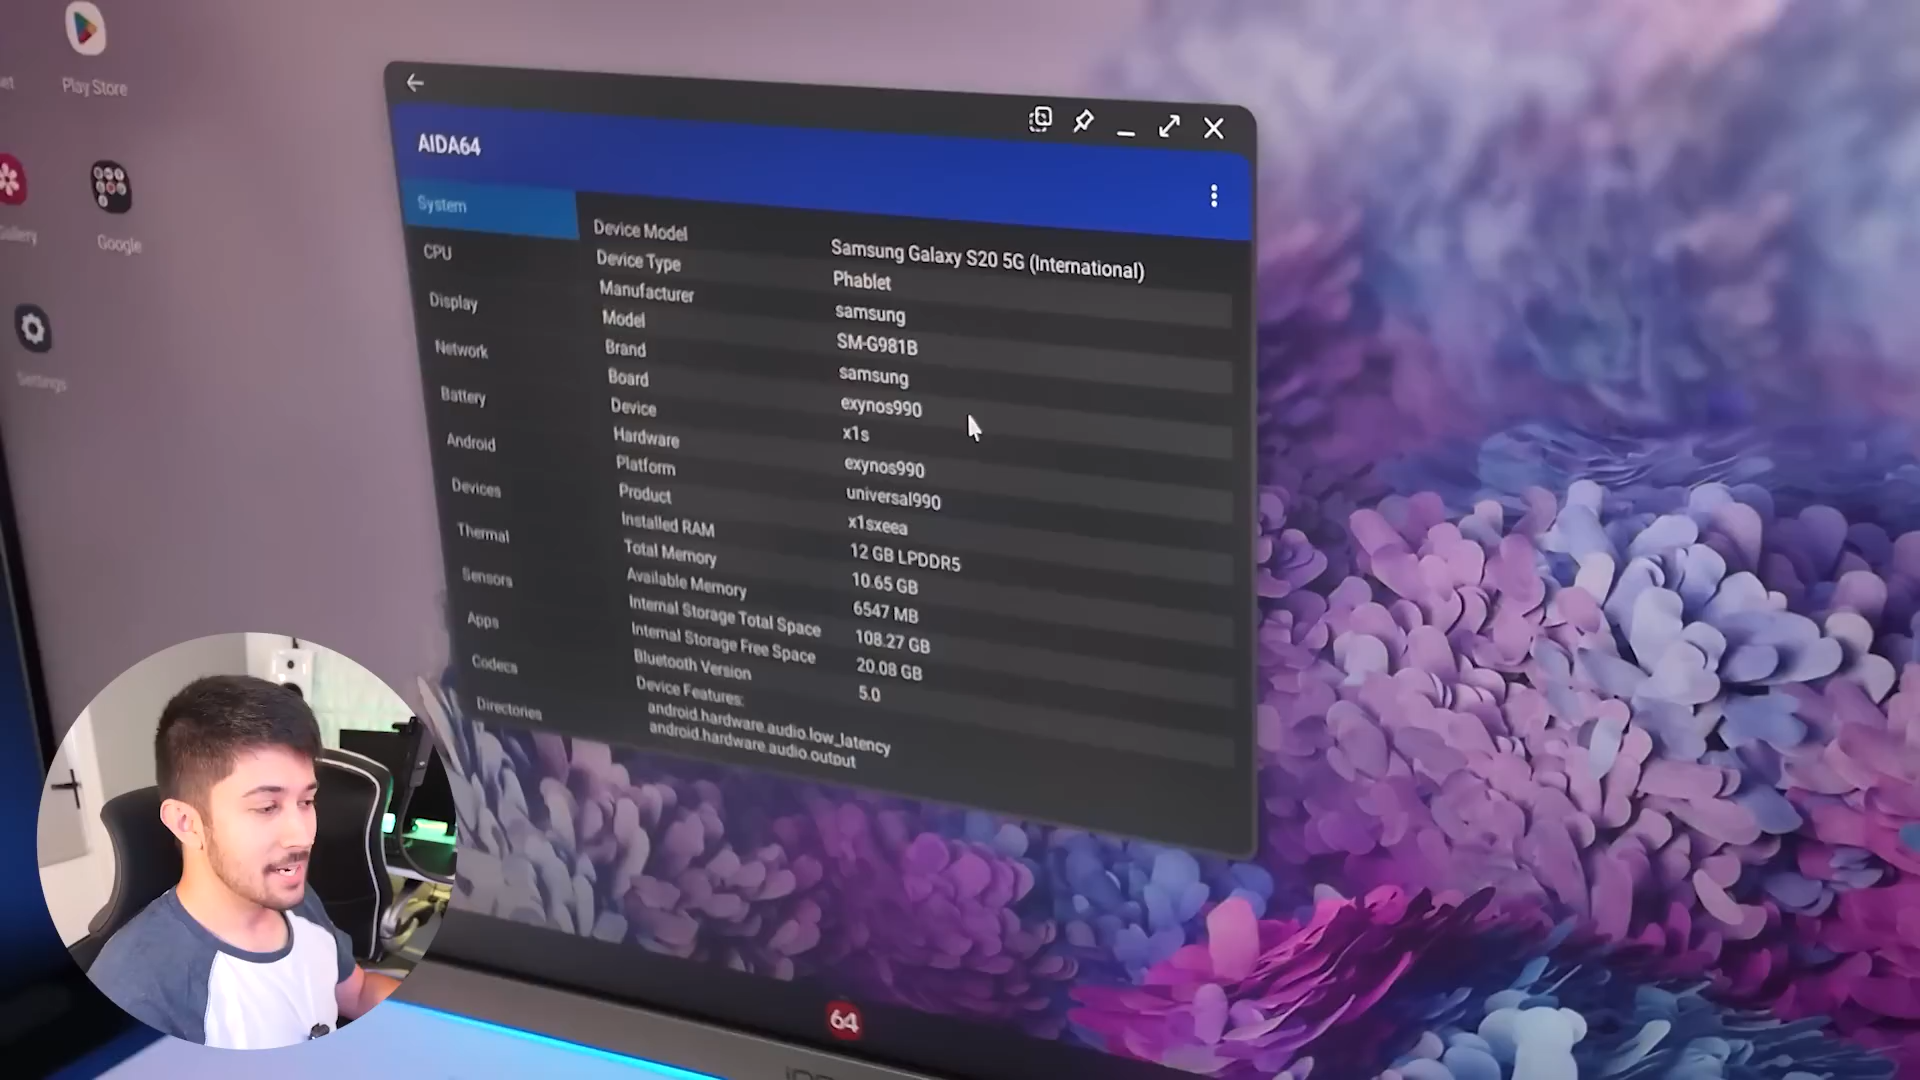 Play Store
Google
Gallery
Settings
AIDA64
System
CPU
Display
Network
Battery
Android
Devices
Thermal
Sensors
Apps
Codecs
Directories
Device Model Samsung Galaxy S20 5G (International)
Device Type Phablet
Manufacturer samsung
Model SM-G981B
Brand samsung
Board exynos990
Device x1s
Hardware exynos990
Platform universal990
Product x1sxeea
Installed RAM 12 GB LPDDR5
Total Memory 10.65 GB
Available Memory 6547 MB
Internal Storage Total Space 108.27 GB
Internal Storage Free Space 20.08 GB
Bluetooth Version 5.0
Device Features:
android.hardware.audio.low_latency
android.hardware.audio.output
64